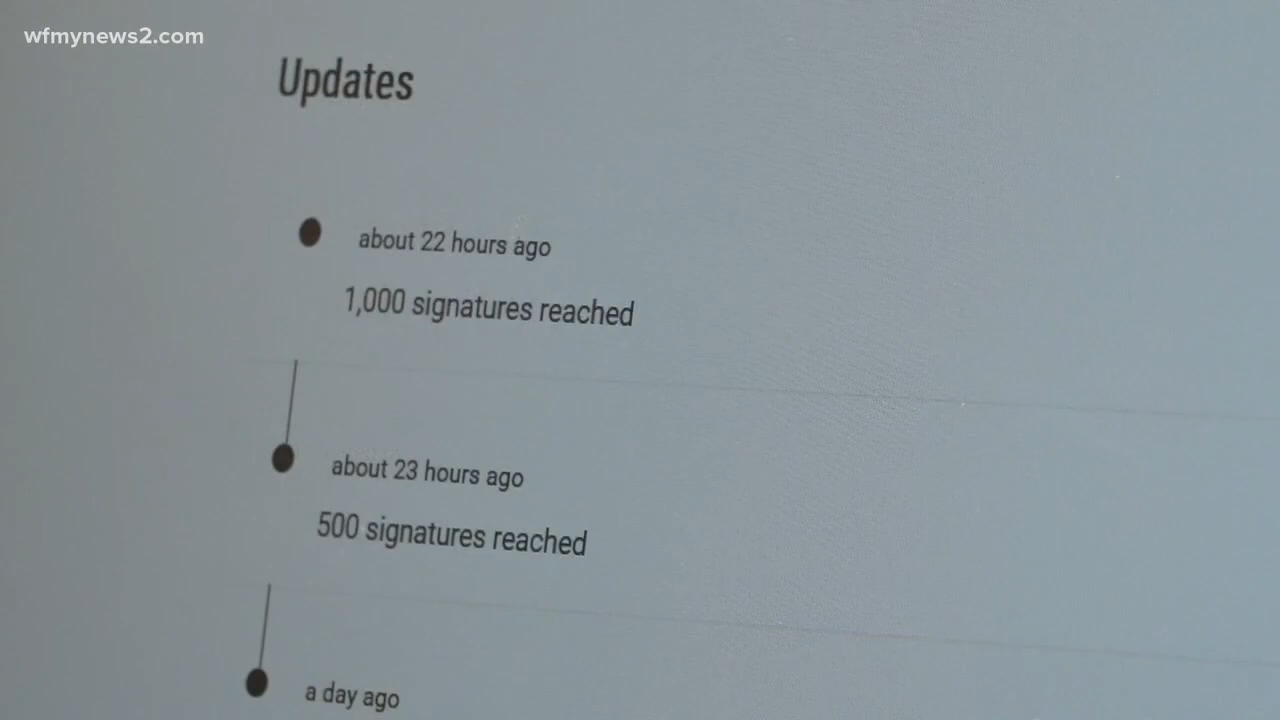 wfmynews2.com
Updates
about 22 hours ago
1,000 signatures reached
about 23 hours ago
500 signatures reached
a day ago